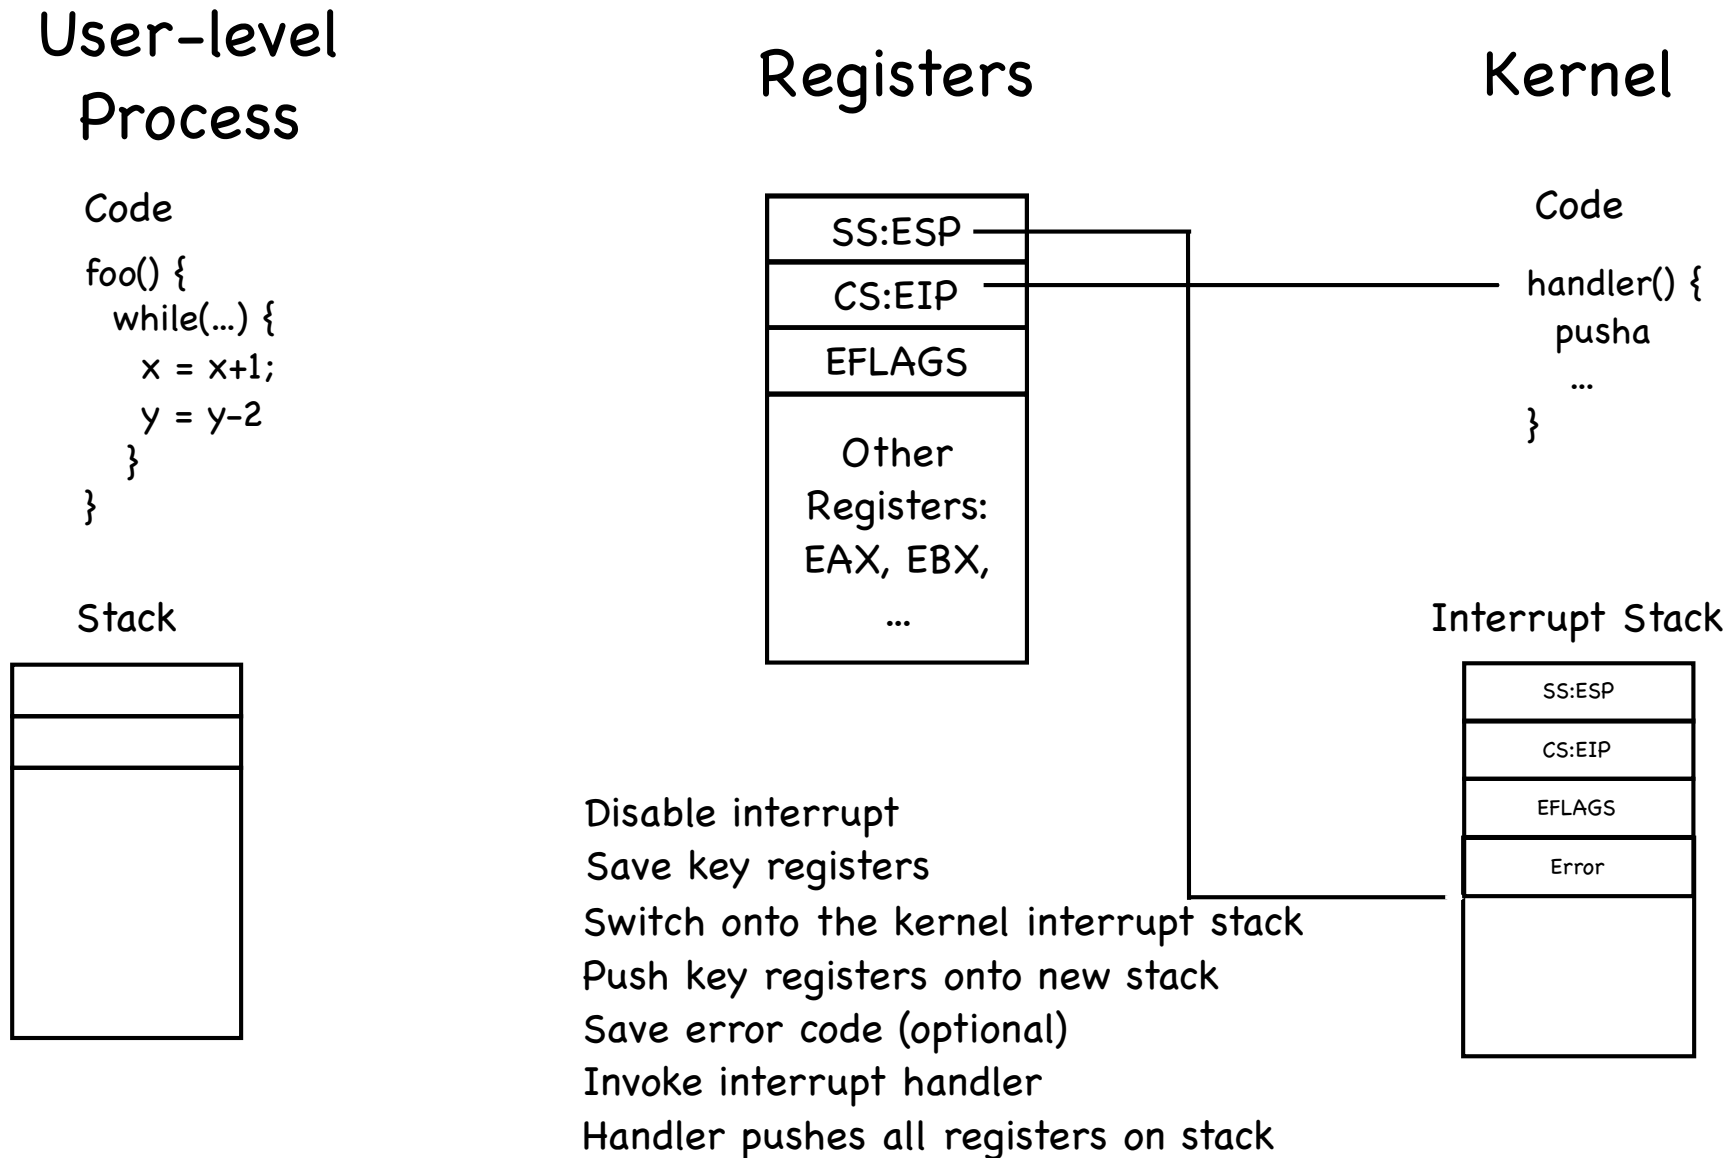 User-level
Process
Code
foo() {
while(...) {
x = x+1;
y = y-2
}
}
Stack
Registers
SS:ESP
CS:EIP
EFLAGS
Other
Registers:
EAX, EBX,
...
Kernel
Code
handler() {
pusha
...
}
Interrupt Stack
SS:ESP
CS:EIP
EFLAGS
Error
Disable interrupt
Save key registers
Switch onto the kernel interrupt stack
Push key registers onto new stack
Save error code (optional)
Invoke interrupt handler
Handler pushes all registers on stack